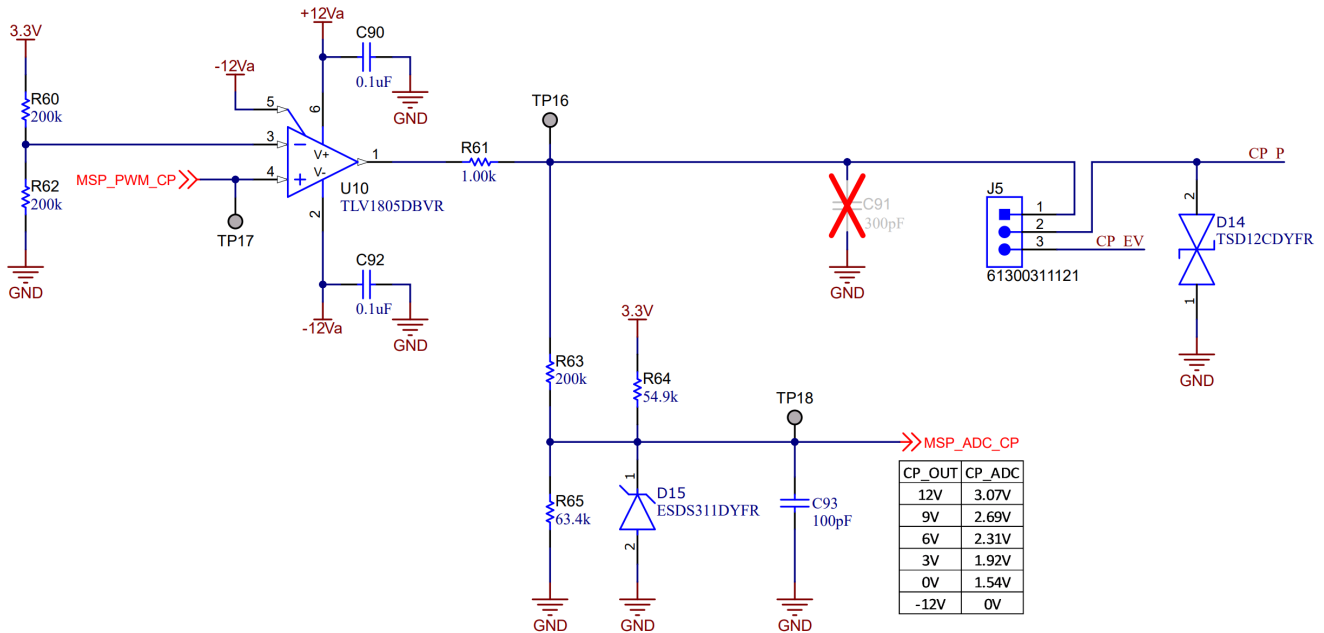 3.3V
R60
200k
R62
200k
GND
MSP_PWM_CP
TP17
-12Va
+12Va
C90
0.1uF
GND
5
6
3
4
1
2
V+
V-
U10
TLV1805DBVR
C92
0.1uF
GND
-12Va
R61
1.00k
TP16
C91
300pF
GND
J5
1
2
3
61300311121
CP_P
CP_EV
2
D14
TSD12CDYFR
1
GND
R63
200k
3.3V
R64
54.9k
TP18
MSP_ADC_CP
R65
63.4k
GND
1
D15
ESDS311DYFR
2
GND
C93
100pF
GND
CP_OUT CP_ADC
12V 3.07V
9V 2.69V
6V 2.31V
3V 1.92V
0V 1.54V
-12V 0V